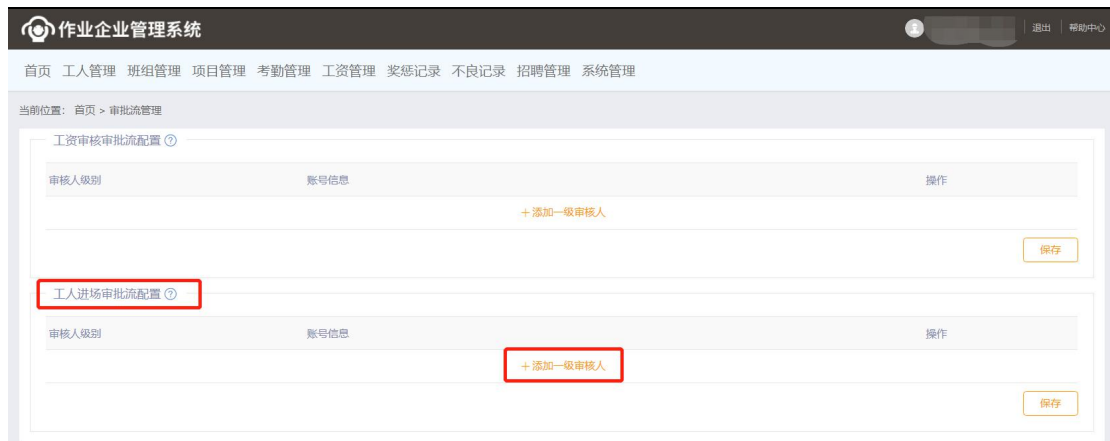 作业企业管理系统 退出 帮助中心
首页 工人管理 班组管理 项目管理 考勤管理 工资管理 奖惩记录 不良记录 招聘管理 系统管理
当前位置： 首页 > 审批流管理
工资审核审批流配置 ?
审核人级别 账号信息 操作
+ 添加一级审核人
保存
工人进场审批流配置 ?
审核人级别 账号信息 操作
+ 添加一级审核人
保存